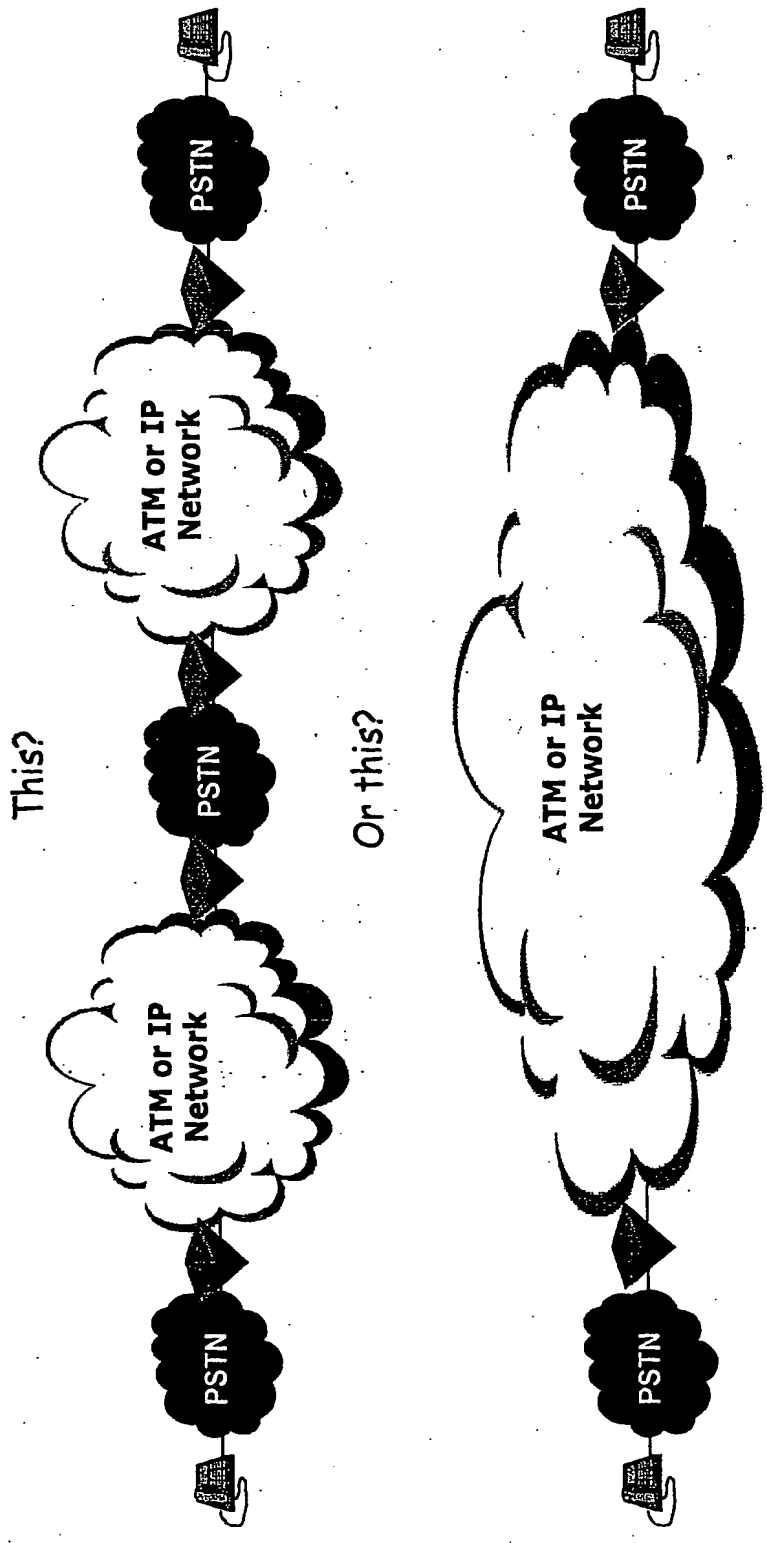 This?
PSTN
ATM or IP
Network
PSTN
ATM or IP
Network
PSTN
Or this?
PSTN
ATM or IP
Network
PSTN